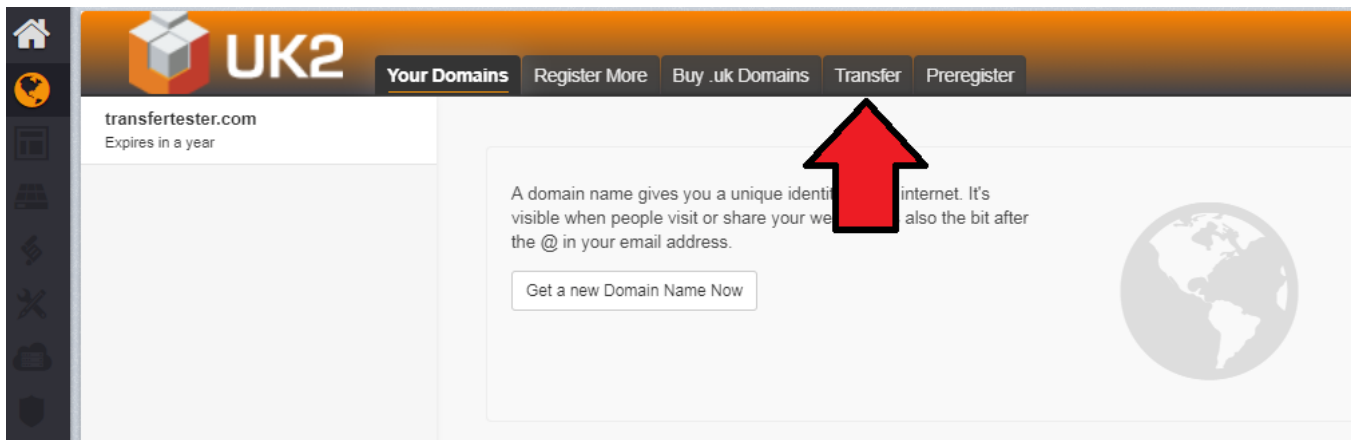 UK2
Your Domains Register More Buy .uk Domains Transfer Preregister
transfertester.com
Expires in a year
A domain name gives you a unique internet. It's
visible when people visit or share your also the bit after
the @ in your email address.
Get a new Domain Name Now